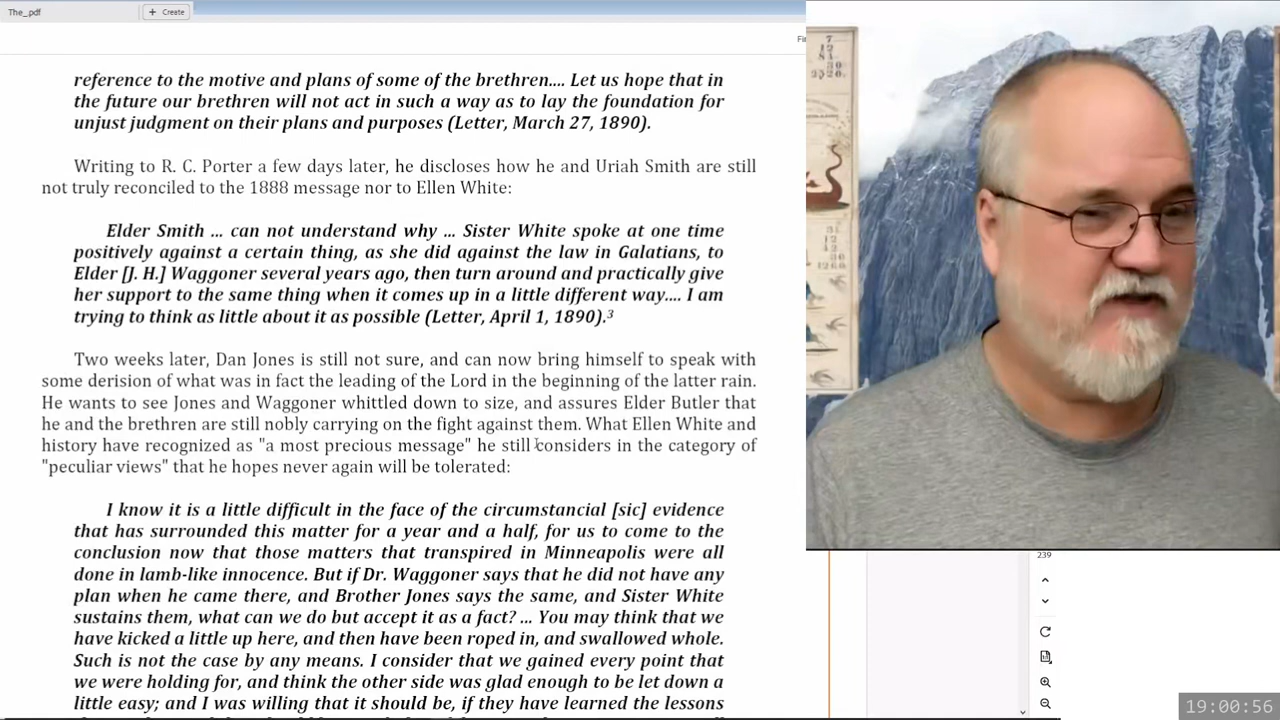 The_pdf
+ Create
Fi
reference to the motive and plans of some of the brethren.... Let us hope that in
the future our brethren will not act in such a way as to lay the foundation for
unjust judgment on their plans and purposes (Letter, March 27, 1890).
Writing to R. C. Porter a few days later, he discloses how he and Uriah Smith are still
not truly reconciled to the 1888 message nor to Ellen White:
Elder Smith ... can not understand why ... Sister White spoke at one time
positively against a certain thing, as she did against the law in Galatians, to
Elder [J. H.] Waggoner several years ago, then turn around and practically give
her support to the same thing when it comes up in a little different way.... I am
trying to think as little about it as possible (Letter, April 1, 1890).³
Two weeks later, Dan Jones is still not sure, and can now bring himself to speak with
some derision of what was in fact the leading of the Lord in the beginning of the latter rain.
He wants to see Jones and Waggoner whittled down to size, and assures Elder Butler that
he and the brethren are still nobly carrying on the fight against them. What Ellen White and
history have recognized as "a most precious message" he still considers in the category of
"peculiar views" that he hopes never again will be tolerated:
I know it is a little difficult in the face of the circumstancial [sic] evidence
that has surrounded this matter for a year and a half, for us to come to the
conclusion now that those matters that transpired in Minneapolis were all
done in lamb-like innocence. But if Dr. Waggoner says that he did not have any
plan when he came there, and Brother Jones says the same, and Sister White
sustains them, what can we do but accept it as a fact? ... You may think that we
have kicked a little up here, and then have been roped in, and swallowed whole.
Such is not the case by any means. I consider that we gained every point that
we were holding for, and think the other side was glad enough to be let down a
little easy; and I was willing that it should be, if they have learned the lessons
7
12
30
2520
31
12
30
1260
239
19:00:56